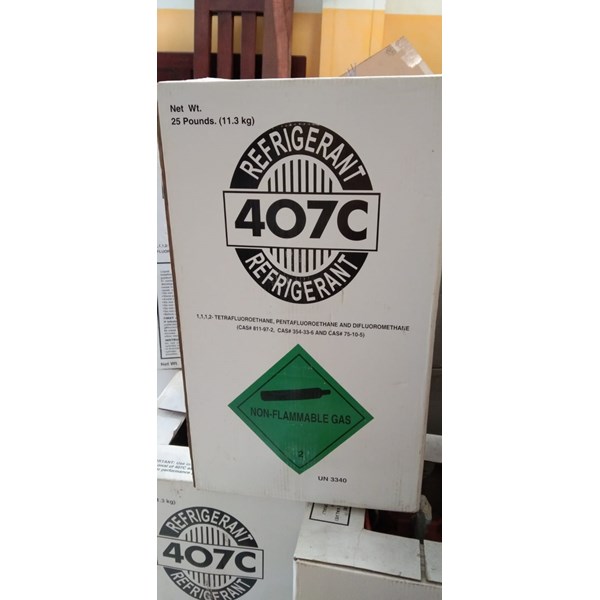 Net Wt.
25 Pounds. (11.3 kg)
REFRIGERANT
407C
REFRIGERANT
1,1,1,2- TETRAFLUOROETHANE, PENTAFLUOROETHANE AND DIFLUOROMETHANE
(CAS# 811-97-2, CAS# 354-33-6 AND CAS# 75-10-5)
NON-FLAMMABLE GAS
2
UN 3340
REFRIGERANT
407C
REFRIGERANT